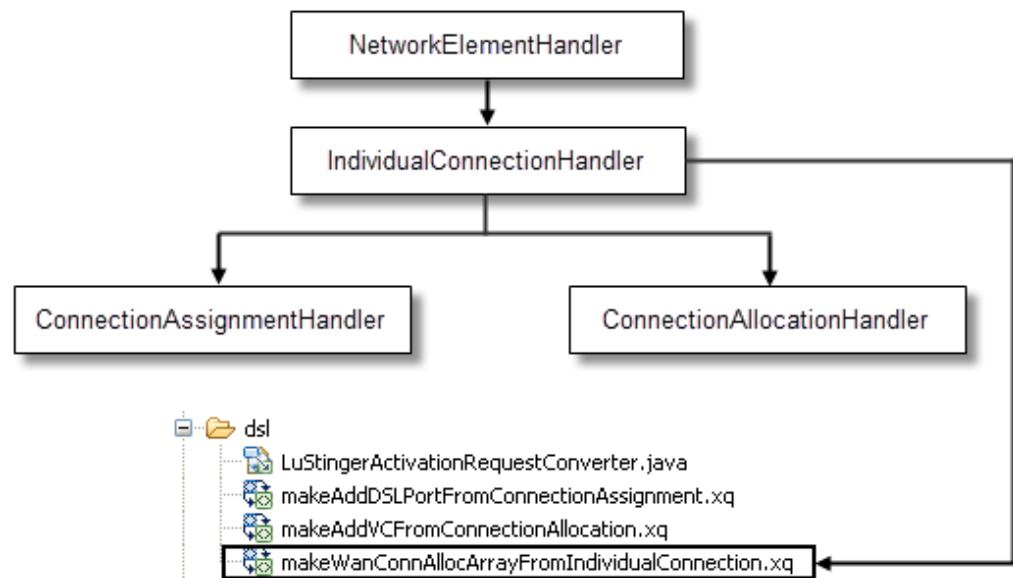 NetworkElementHandler
IndividualConnectionHandler
ConnectionAssignmentHandler
ConnectionAllocationHandler
dsl
LuStingerActivationRequestConverter.java
makeAddDSLPortFromConnectionAssignment.xq
makeAddVCFromConnectionAllocation.xq
makeWanConnAllocArrayFromIndividualConnection.xq